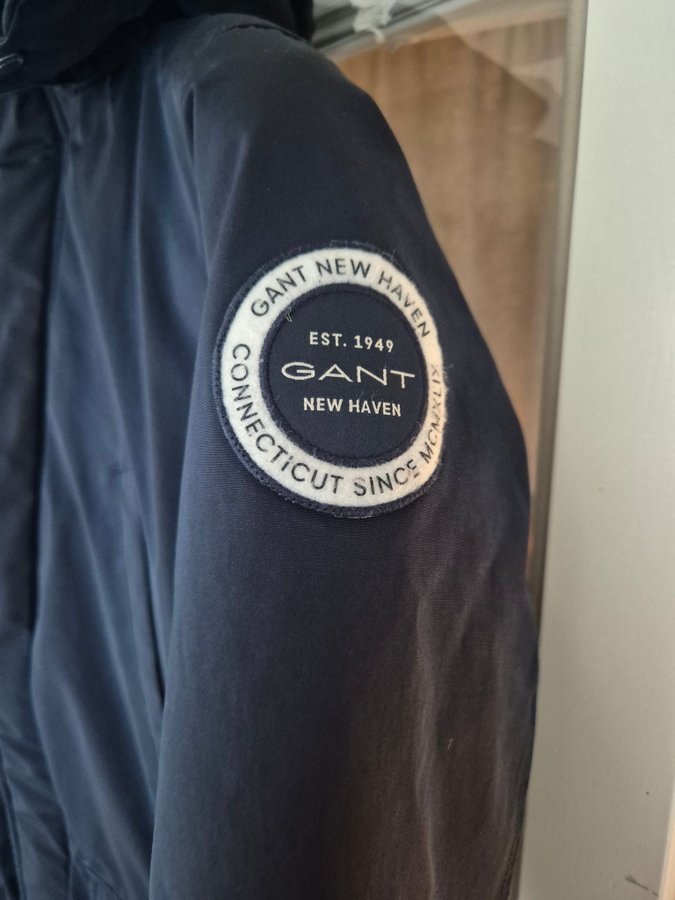 GANT NEW HAVEN
EST. 1949
GANT
NEW HAVEN
CONNECTICUT SINCE MCMXLIX